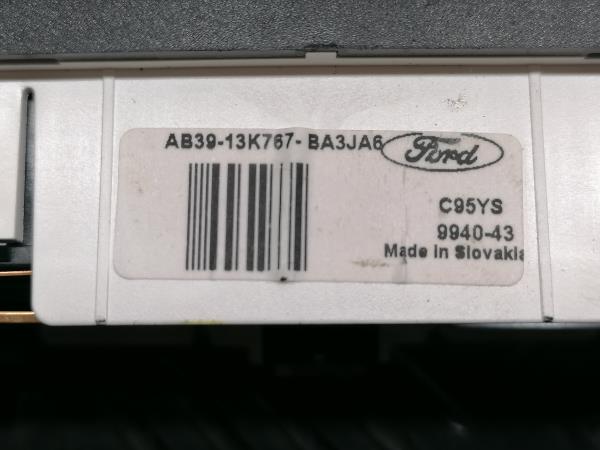 AB39-13K767-BA3JA6 Ford
C95YS
9940-43
Made in Slovakia